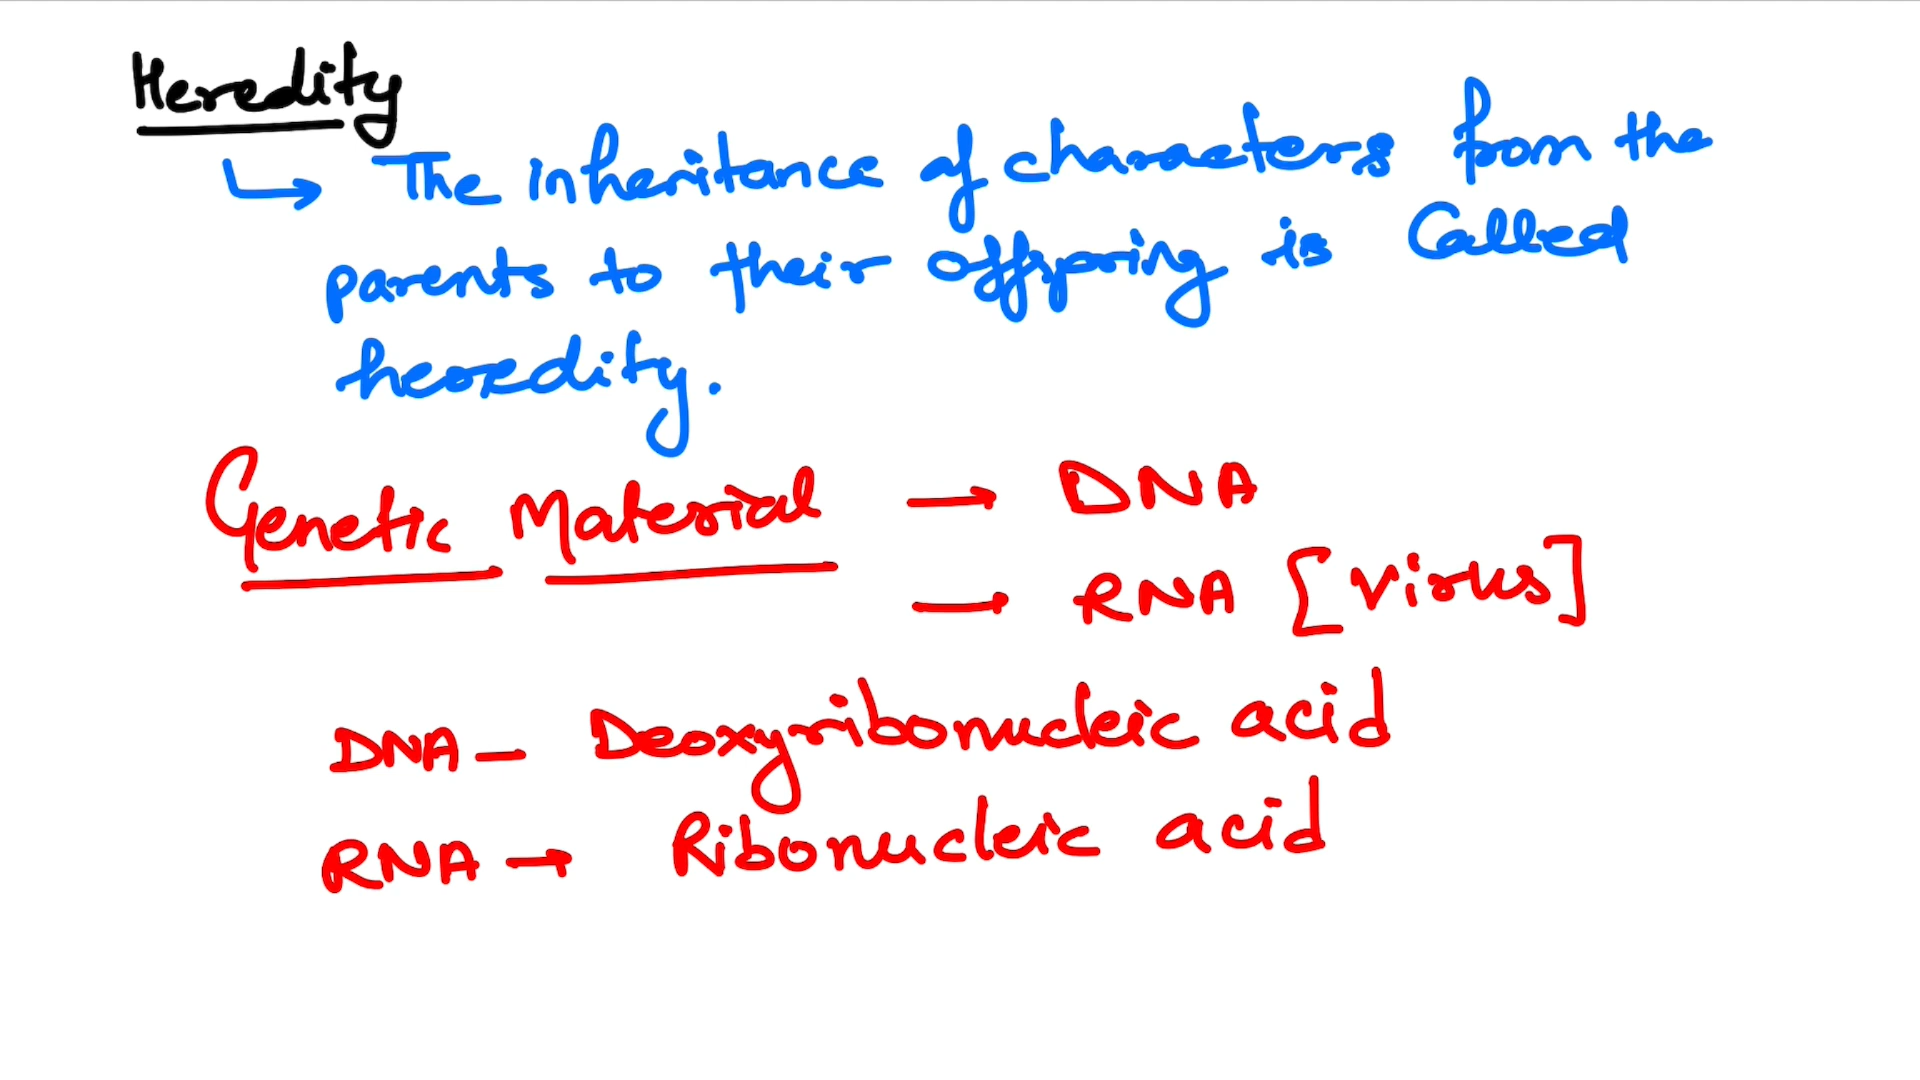 Heredity
↳ The inheritance of characters from the
parents to their offspring is called
heredity.
Genetic Material → DNA
→ RNA [virus]
DNA - Deoxyribonucleic acid
RNA → Ribonucleic acid